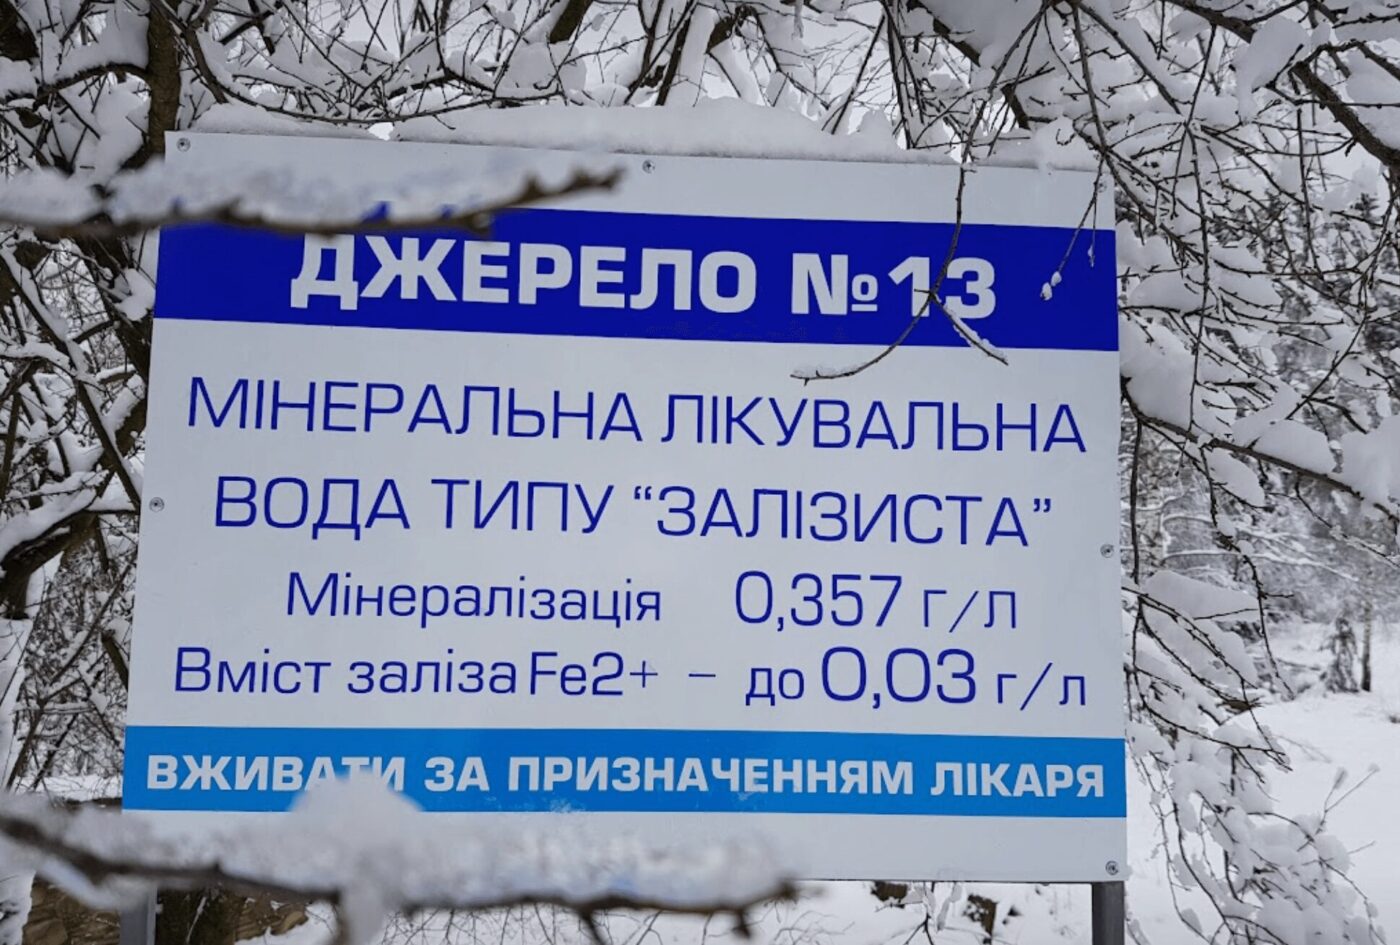 ДЖЕРЕЛО №13
МІНЕРАЛЬНА ЛІКУВАЛЬНА
ВОДА ТИПУ “ЗАЛІЗИСТА”
Мінералізація 0,357 г/л
Вміст заліза Fe2+ – до 0,03 г/л
ВЖИВАТИ ЗА ПРИЗНАЧЕННЯМ ЛІКАРЯ